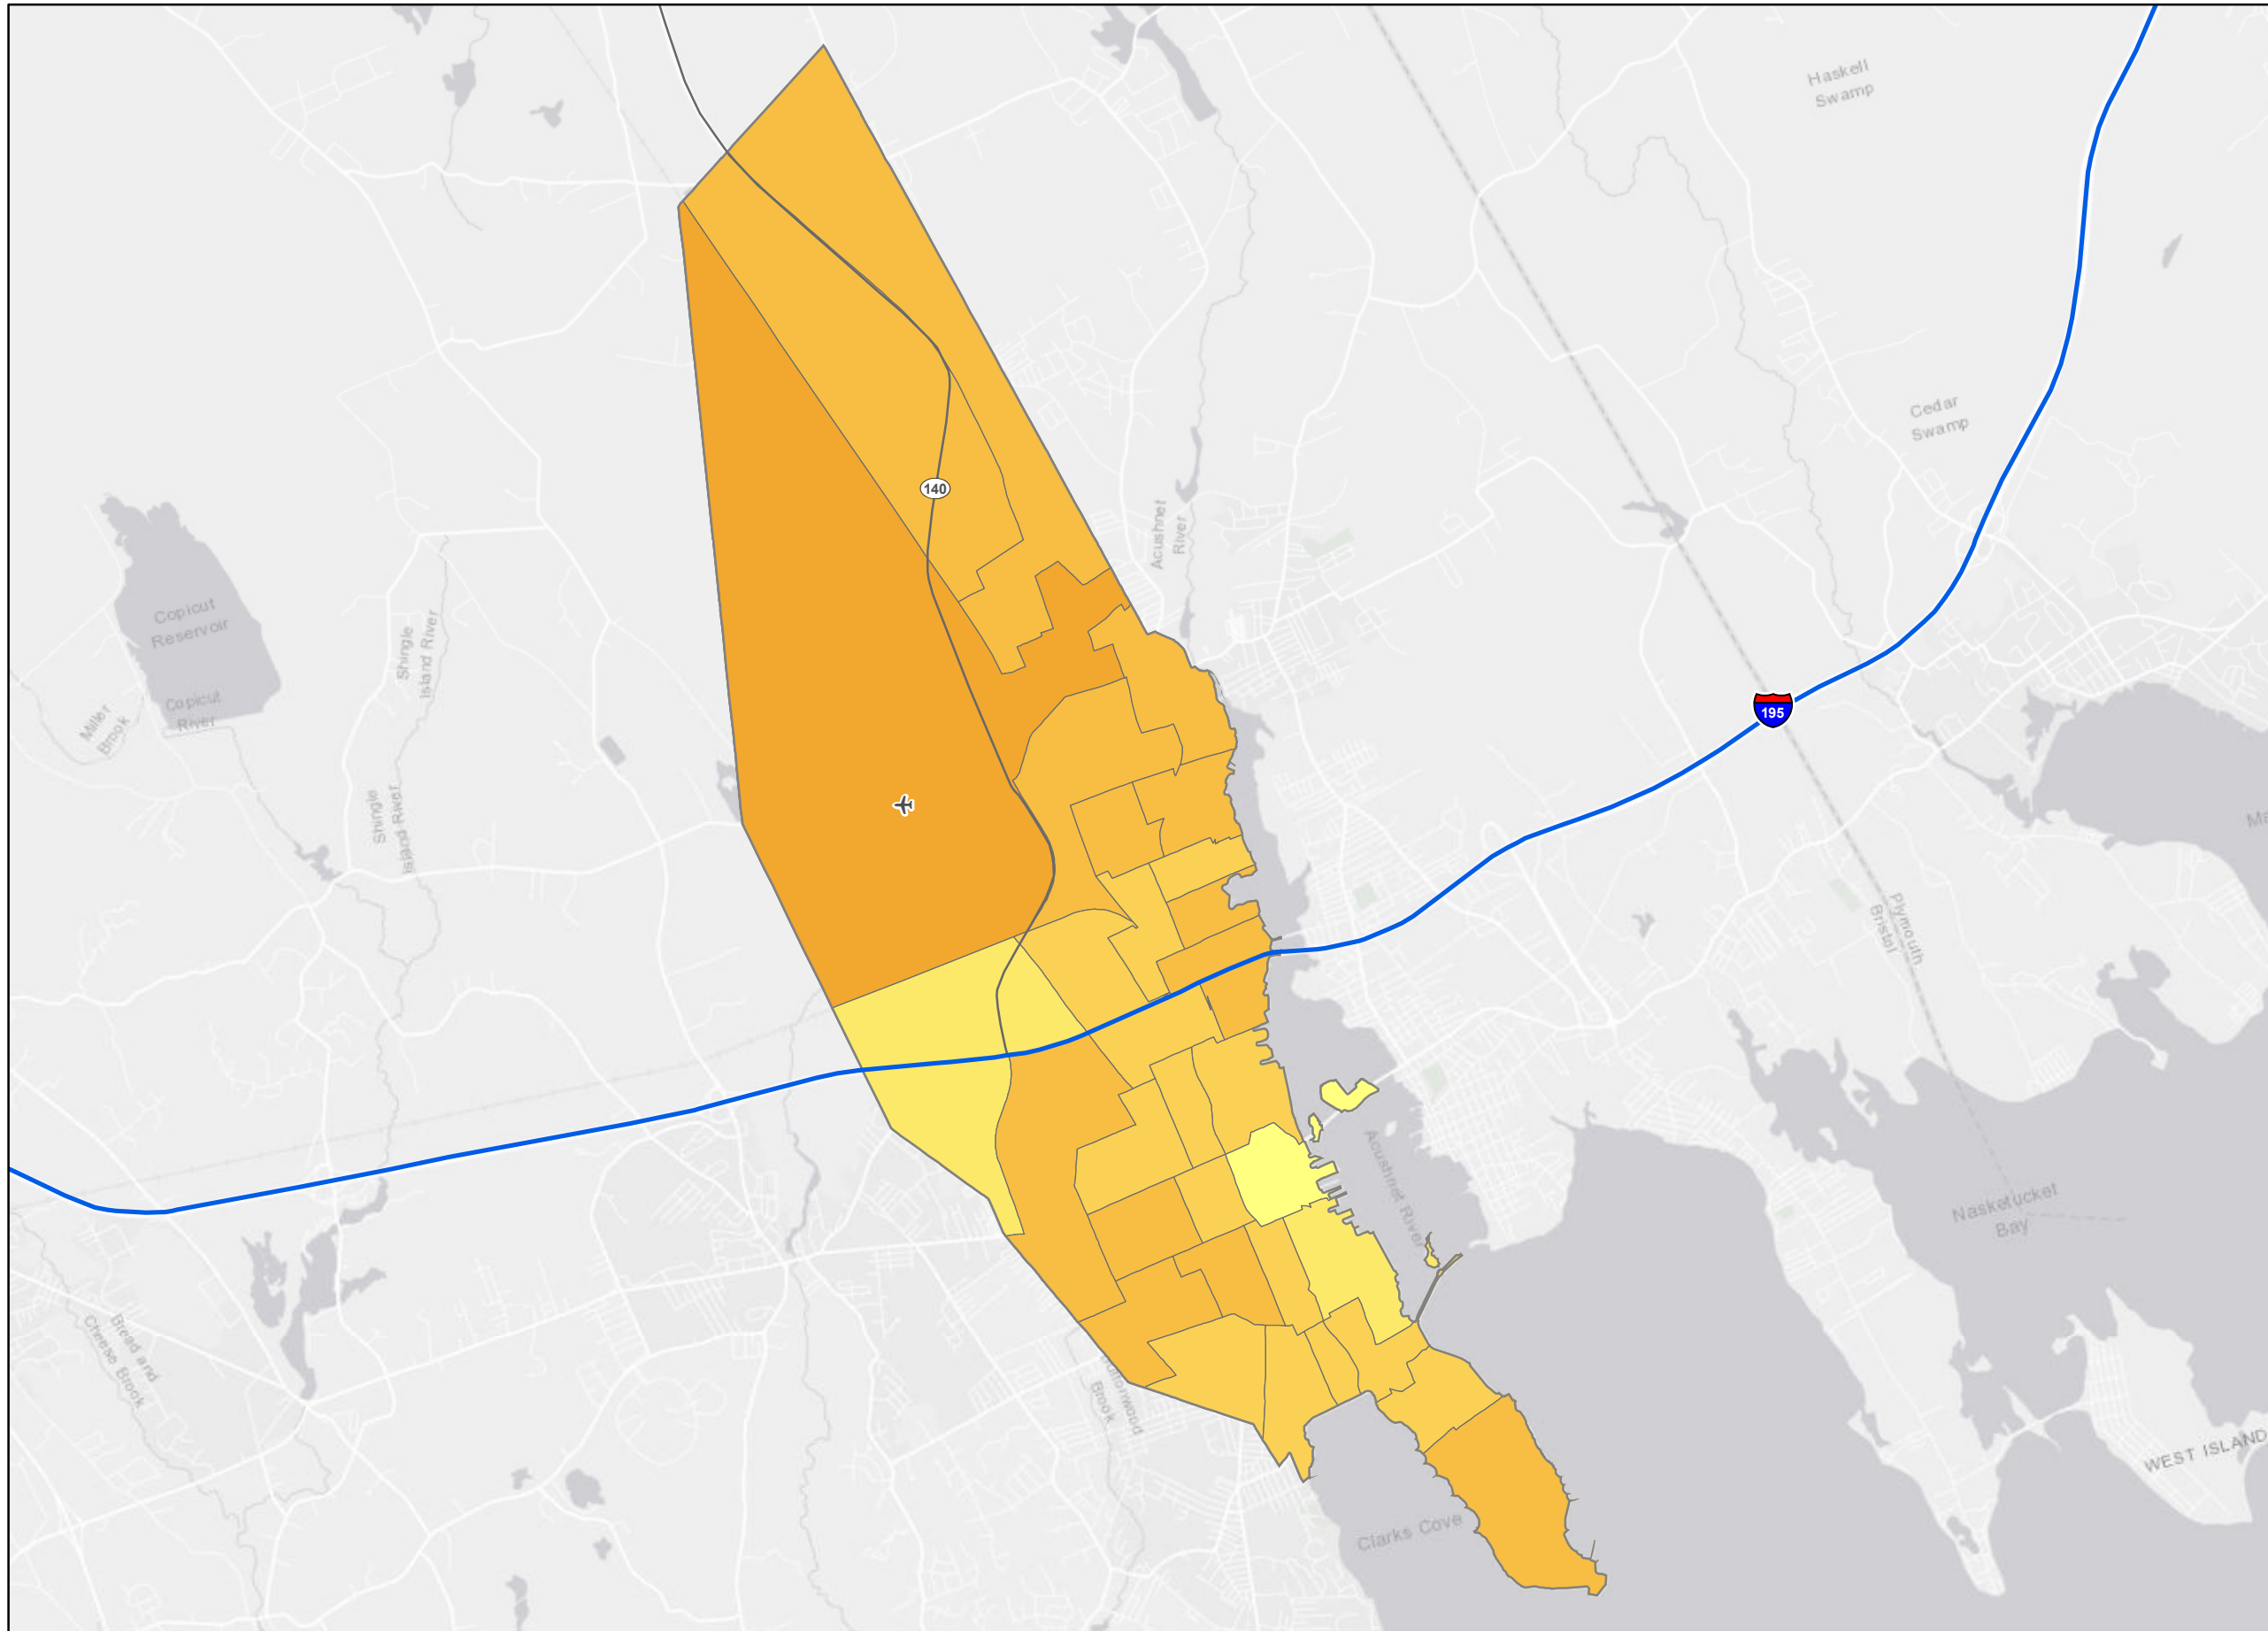 Haskell
Swamp
Cedar
Swamp
140
Acushnet
River
Copicut
Reservoir
Shingle
Island River
Copicut
River
Miller
Brook
195
Shingle
Island River
Plymouth
Bristol
Acushnet River
Nasketucket
Bay
Bread and
Cheese Brook
Brook
WEST ISLAND
Clarks Cove